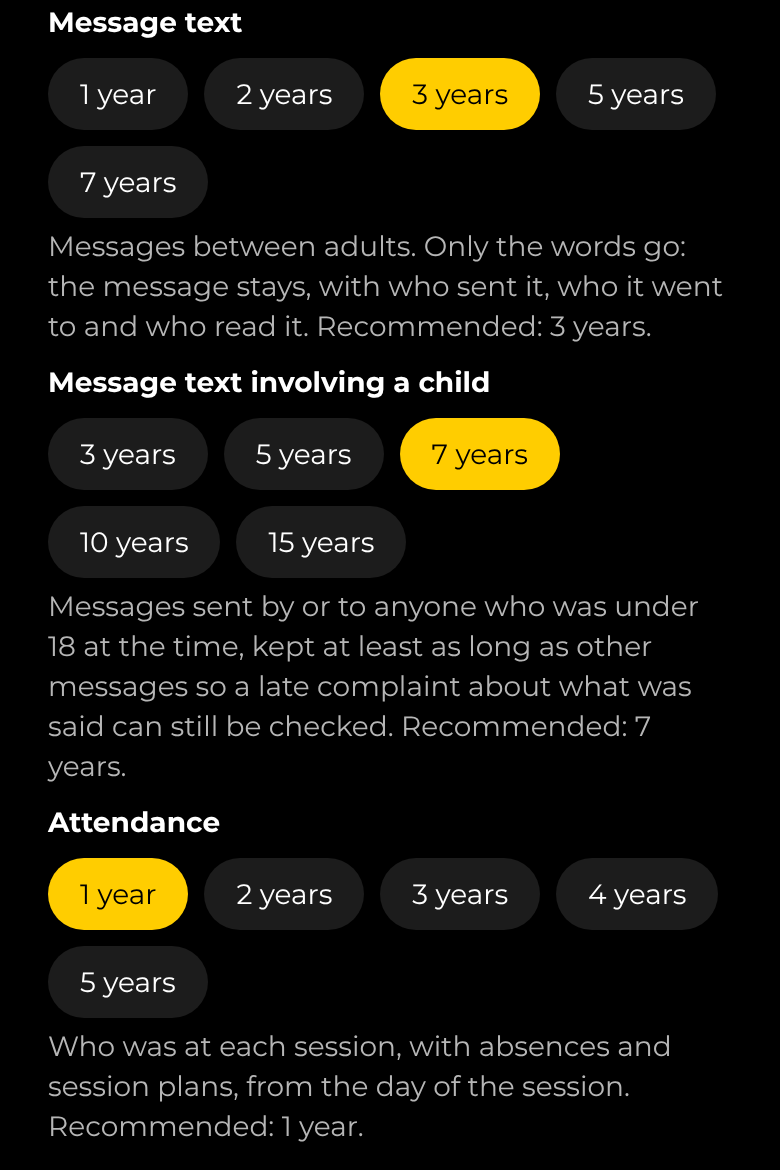 Message text
1 year 2 years 3 years 5 years
7 years
Messages between adults. Only the words go:
the message stays, with who sent it, who it went
to and who read it. Recommended: 3 years.
Message text involving a child
3 years 5 years 7 years
10 years 15 years
Messages sent by or to anyone who was under
18 at the time, kept at least as long as other
messages so a late complaint about what was
said can still be checked. Recommended: 7
years.
Attendance
1 year 2 years 3 years 4 years
5 years
Who was at each session, with absences and
session plans, from the day of the session.
Recommended: 1 year.